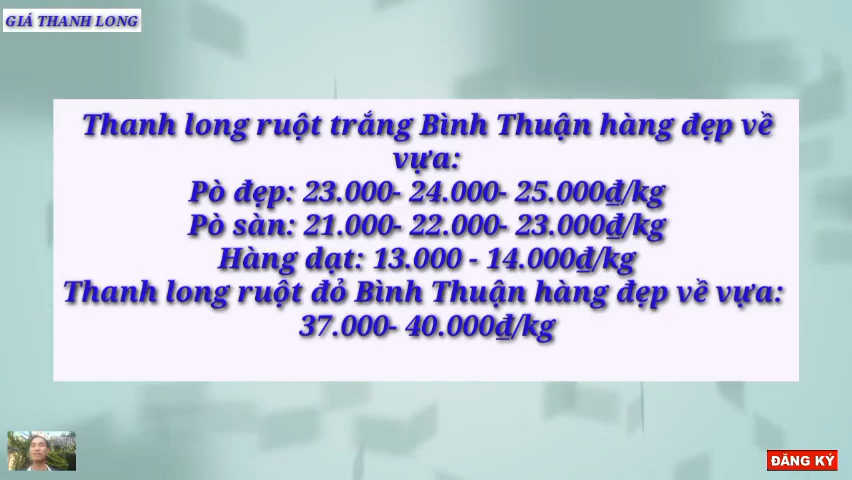 GIÁ THANH LONG
Thanh long ruột trắng Bình Thuận hàng đẹp về
vựa:
Pò đẹp: 23.000- 24.000- 25.000₫/kg
Pò sàn: 21.000- 22.000- 23.000₫/kg
Hàng dạt: 13.000 - 14.000₫/kg
Thanh long ruột đỏ Bình Thuận hàng đẹp về vựa:
37.000- 40.000₫/kg
ĐĂNG KÝ